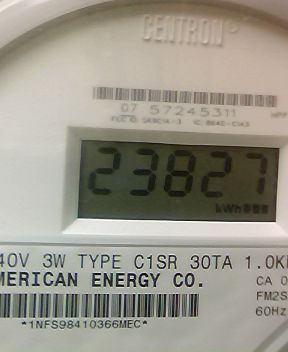 CENTRON®
07 57245311
23827
kWh
40V 3W TYPE C1SR 30TA 1.0K
MERICAN ENERGY CO.
CA 0
FM2S
60Hz
*1NFS98410366MEC*